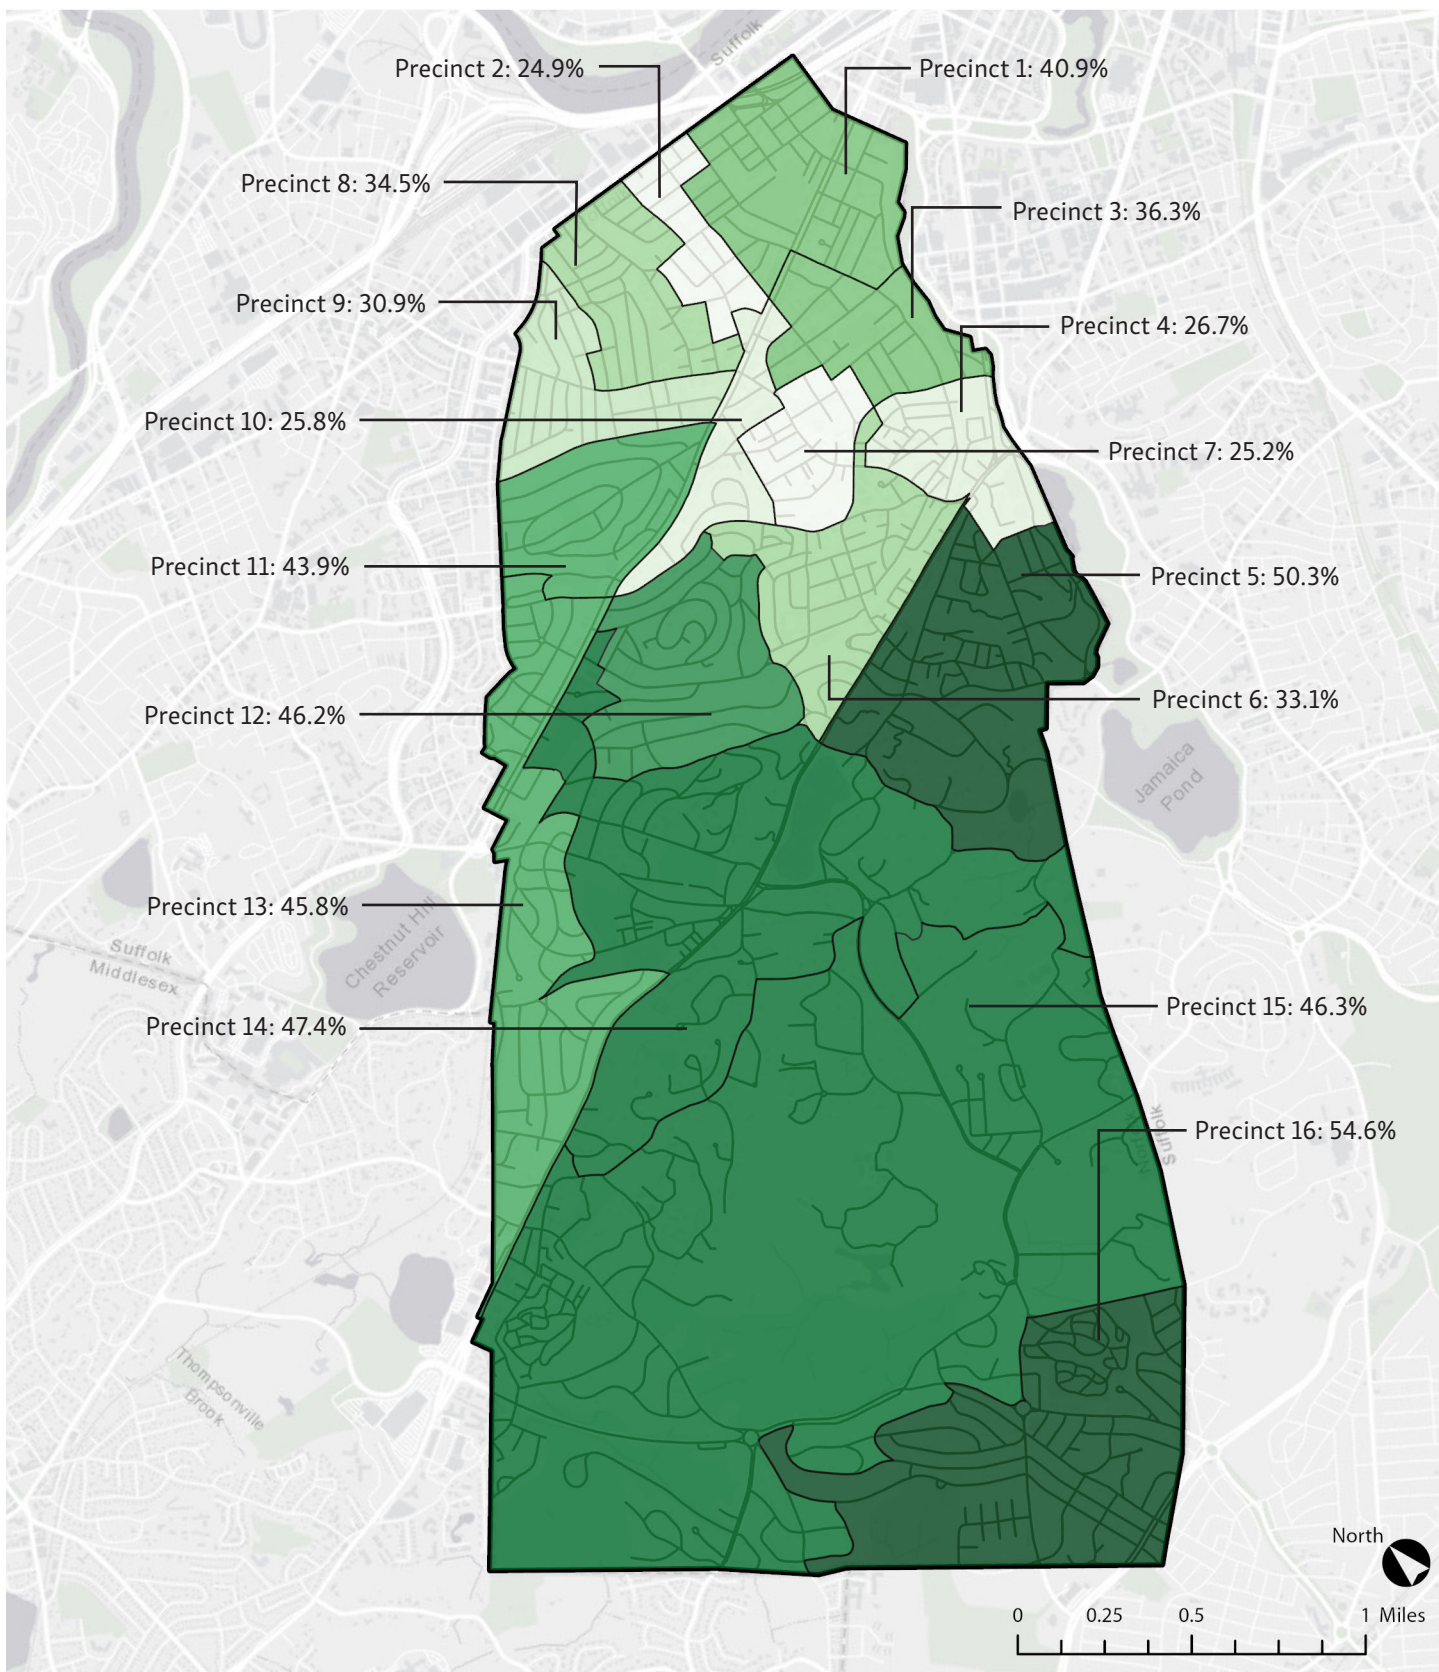 Suffolk
Precinct 2: 24.9%
Precinct 1: 40.9%
Precinct 8: 34.5%
Precinct 3: 36.3%
Precinct 9: 30.9%
Precinct 4: 26.7%
Precinct 10: 25.8%
Precinct 7: 25.2%
Precinct 11: 43.9%
Precinct 5: 50.3%
Precinct 6: 33.1%
Precinct 12: 46.2%
Jamaica
Pond
Precinct 13: 45.8%
Chestnut Hill
Reservoir
Suffolk
Middlesex
Precinct 15: 46.3%
Precinct 14: 47.4%
Suffolk
Precinct 16: 54.6%
Thompsonville
Brook
North
0 0.25 0.5 1 Miles